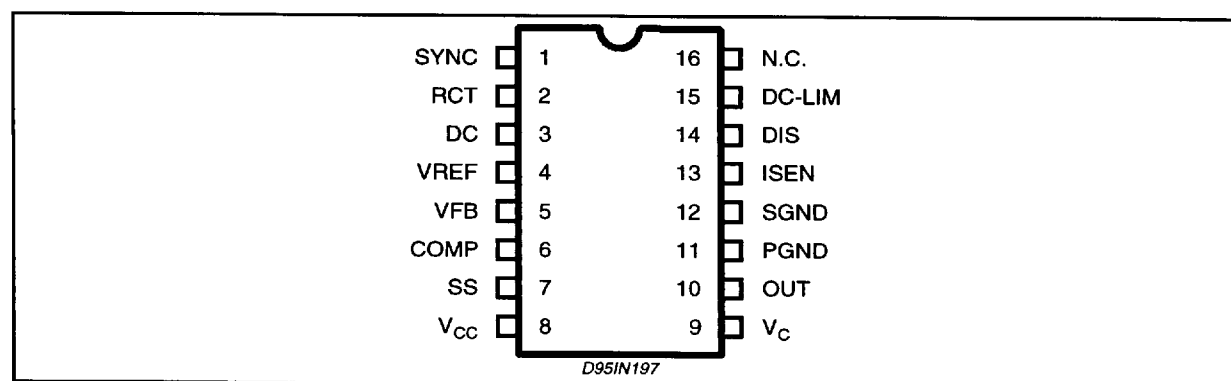 SYNC 1 16 N.C.
RCT 2 15 DC-LIM
DC 3 14 DIS
VREF 4 13 ISEN
VFB 5 12 SGND
COMP 6 11 PGND
SS 7 10 OUT
VCC 8 9 VC
D95IN197